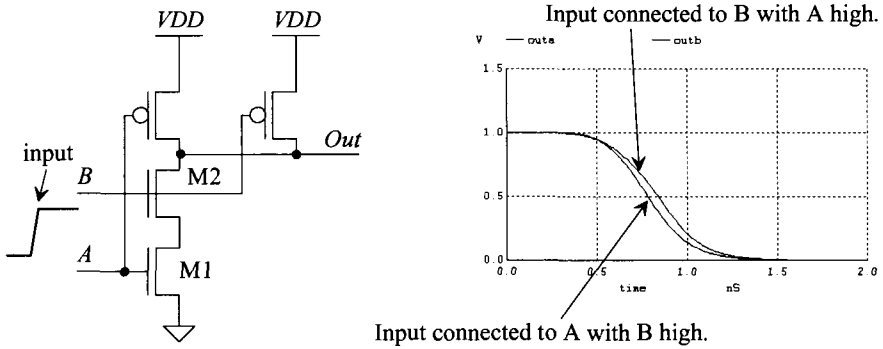 Input connected to B with A high.
VDD
VDD
V
outa
outb
1.5
1.0
0.5
0.0
0.0
0.5
1.0
1.5
2.0
time
nS
Out
input
B
M2
A
M1
Input connected to A with B high.